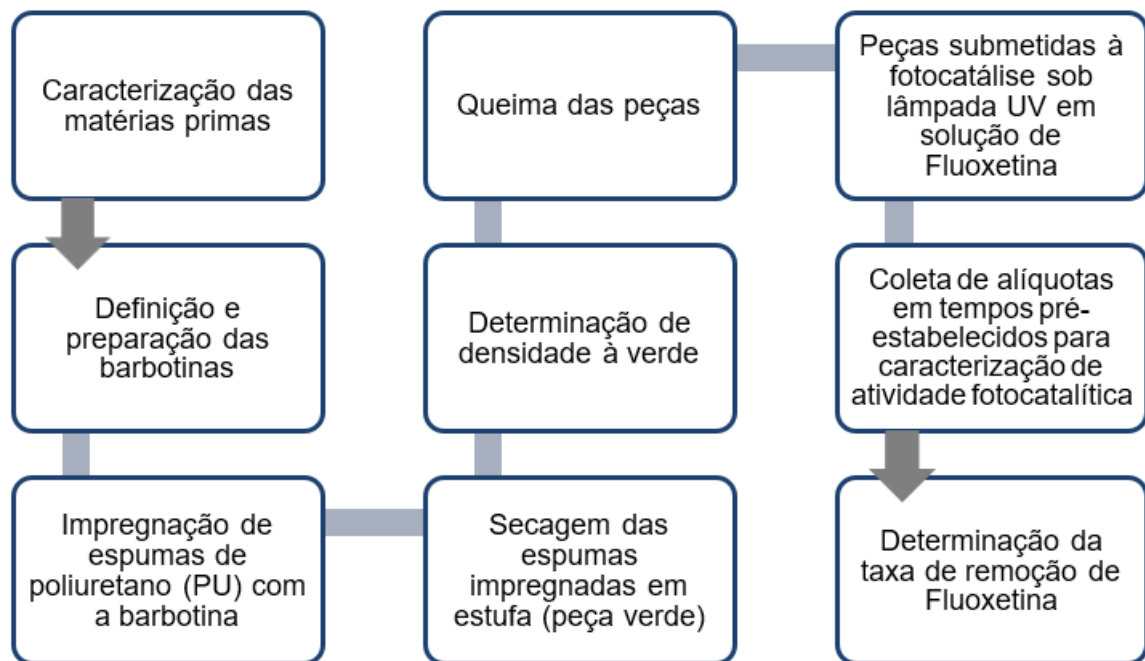 Caracterização das
matérias primas
Definição e
preparação das
barbotinas
Impregnação de
espumas de
poliuretano (PU) com
a barbotina
Secagem das
espumas
impregnadas em
estufa (peça verde)
Determinação de
densidade à verde
Queima das peças
Peças submetidas à
fotocatálise sob
lâmpada UV em
solução de
Fluoxetina
Coleta de alíquotas
em tempos pré-
estabelecidos para
caracterização de
atividade fotocatalítica
Determinação da
taxa de remoção de
Fluoxetina